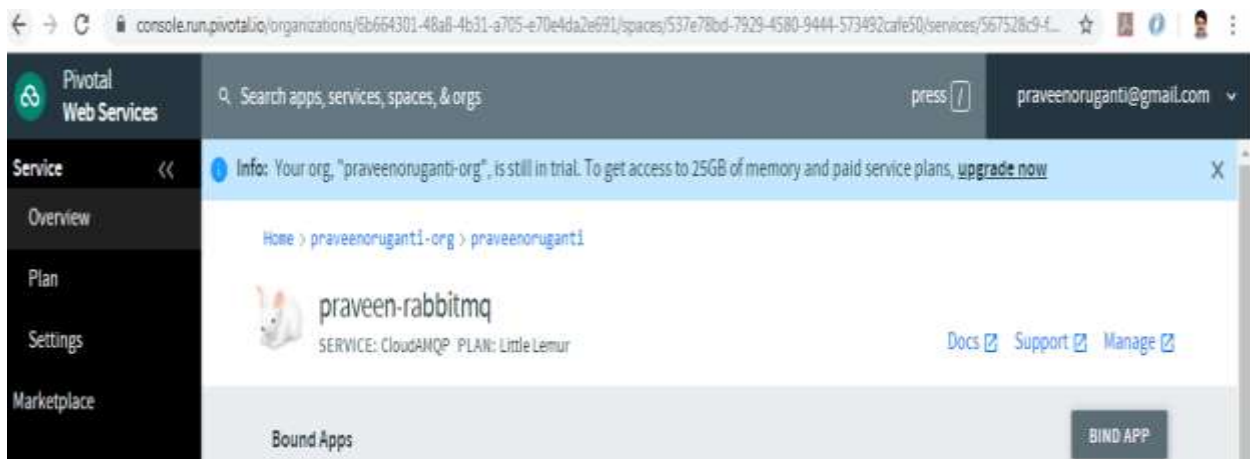 console.run.pivotal.io/organizations/6b664301-48a8-4b31-a705-e70e4da2e691/spaces/537e78bd-7929-4580-9444-573492cafe50/services/567528c9-f...
Pivotal
Web Services
Search apps, services, spaces, & orgs
press /
praveenoruganti@gmail.com
Service <<
Info: Your org, "praveenoruganti-org", is still in trial. To get access to 25GB of memory and paid service plans, upgrade now X
Overview
Home > praveenoruganti-org > praveenoruganti
Plan
praveen-rabbitmq
Settings
SERVICE: CloudAMQP PLAN: Little Lemur
Docs Support Manage
Marketplace
Bound Apps
BIND APP